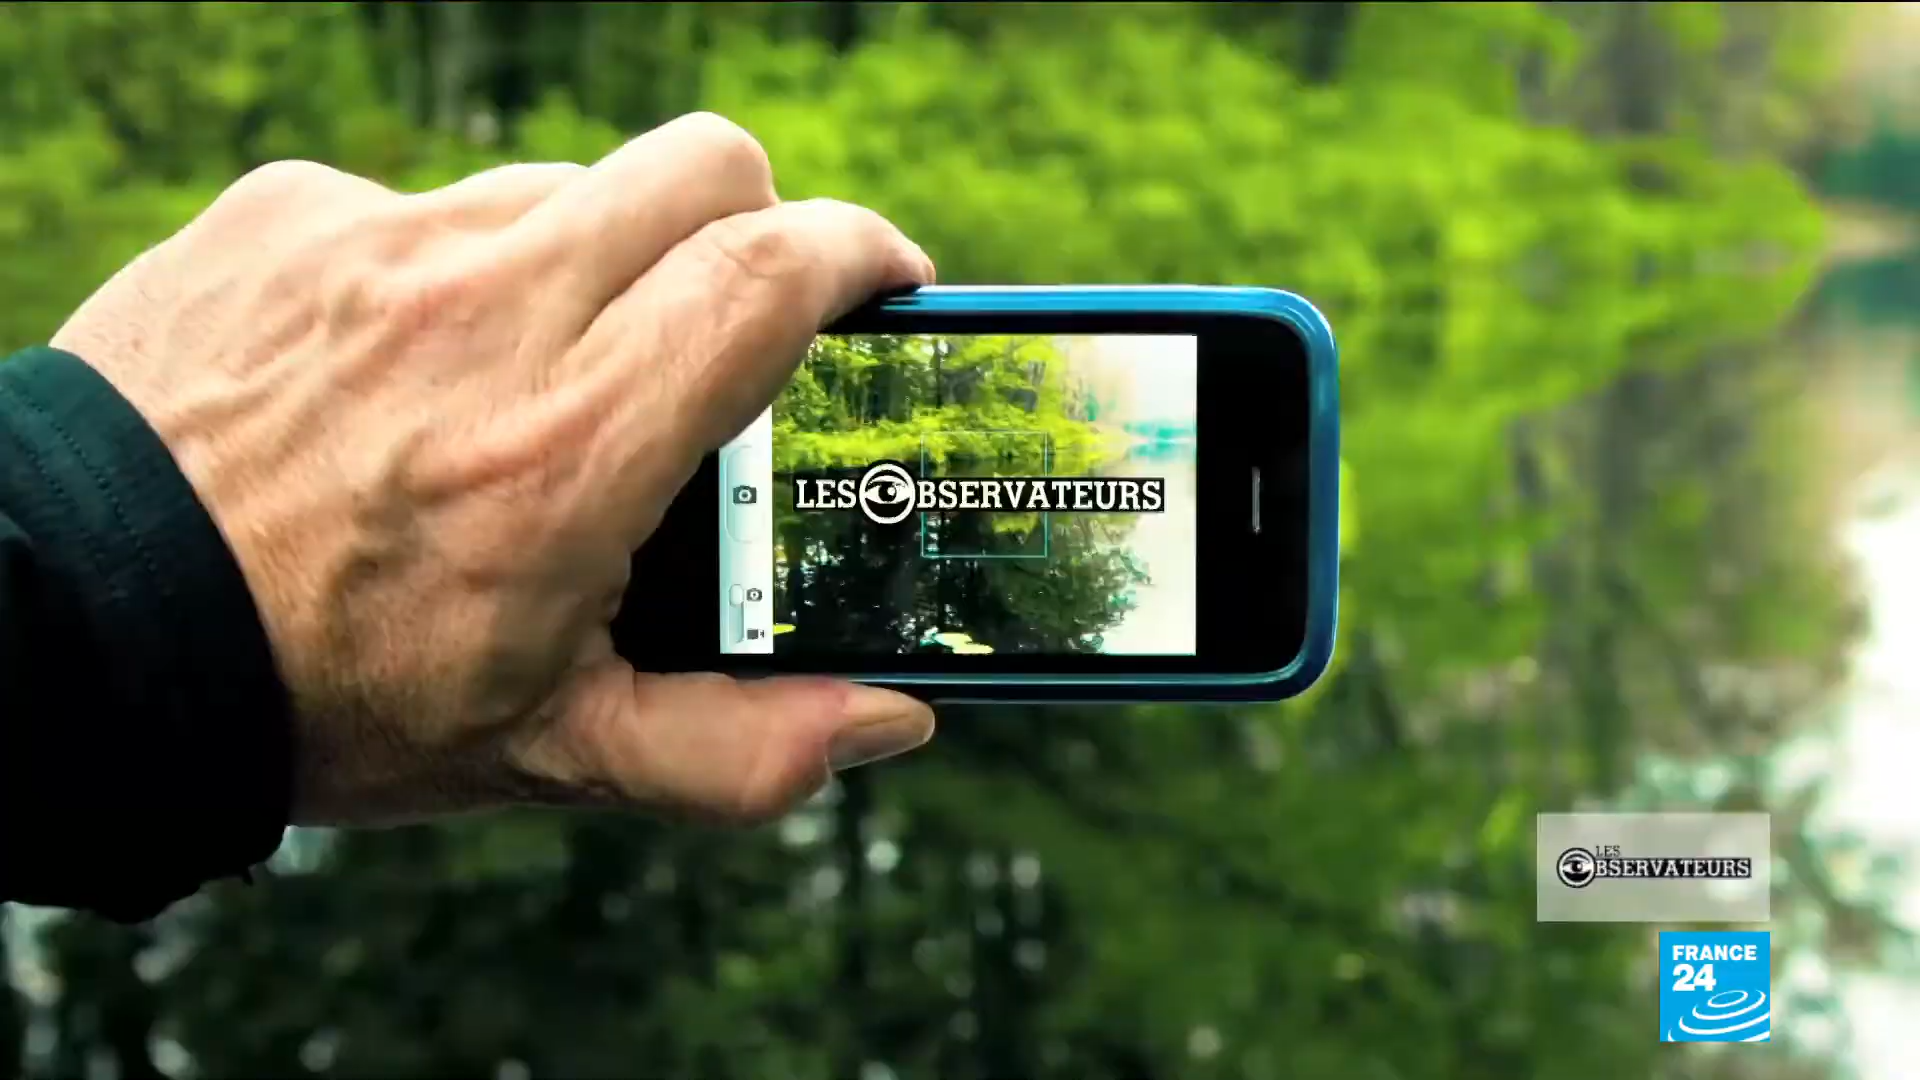 LES OBSERVATEURS
LES
OBSERVATEURS
FRANCE
24